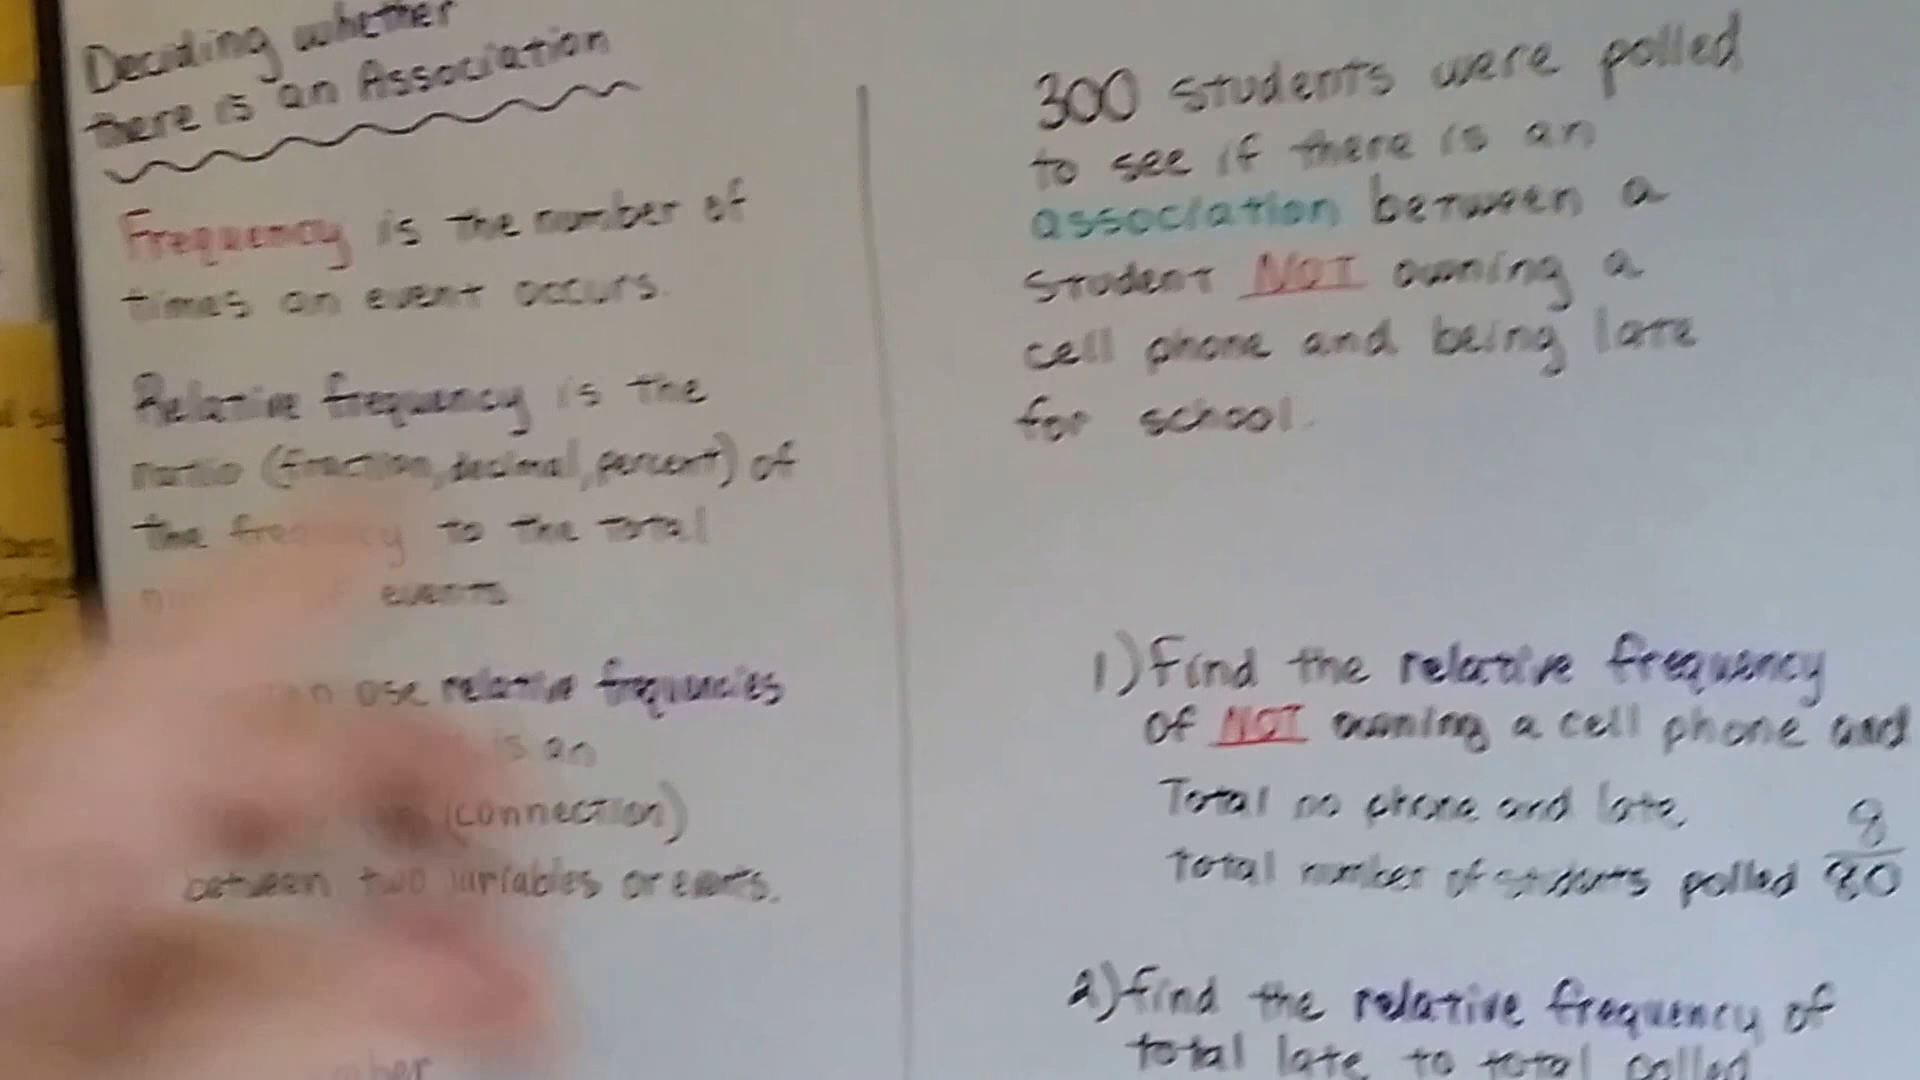 Deciding whether
there is an Association
Frequency is the number of
times an event occurs.
Relative frequency is the
ratio (fraction, decimal, percent) of
the frequency to the total
events
use relative frequencies
is an
(connection)
between two variables or events.
300 students were polled
to see if there is an
association between a
student NOT owning a
cell phone and being late
for school.
1) Find the relative frequency
of NOT owning a cell phone and
Total no phone and late
total number of students polled
8
80
2) find the relative frequency of
total late to total polled